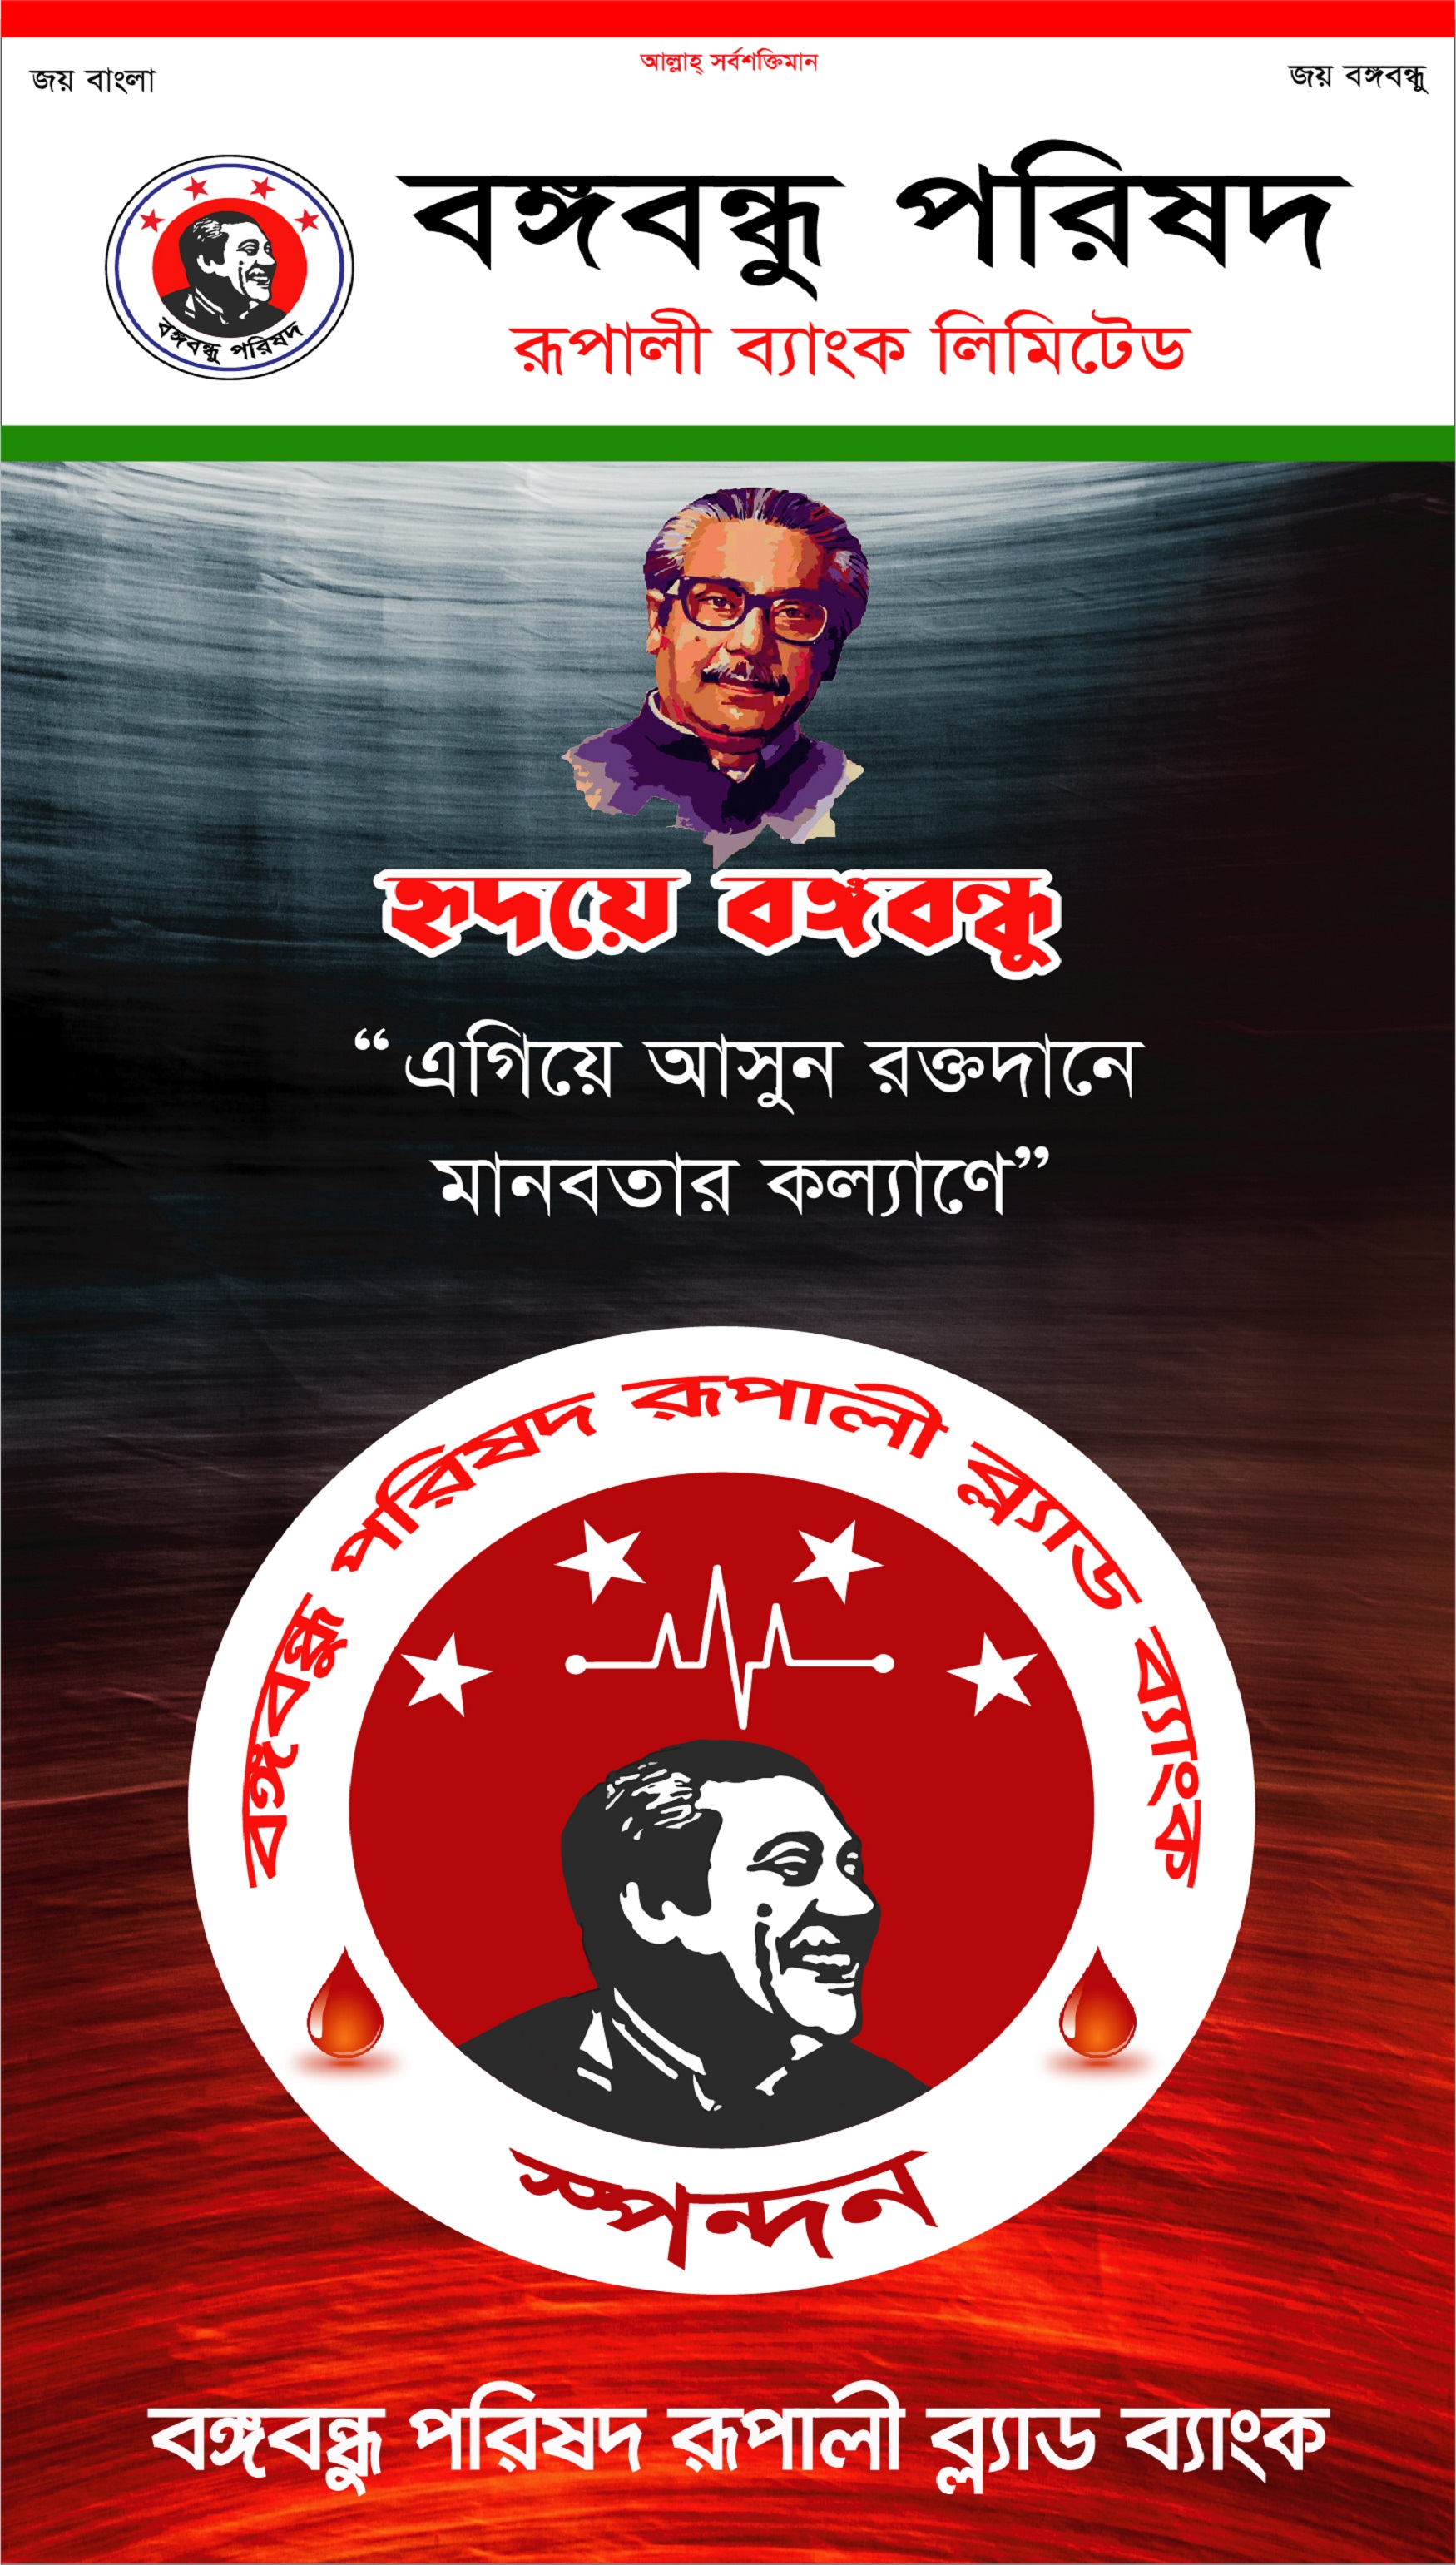 আল্লাহ্ সর্বশক্তিমান
জয় বাংলা
জয় বঙ্গবন্ধু
বঙ্গবন্ধু পরিষদ
রূপালী ব্যাংক লিমিটেড
বঙ্গবন্ধু পরিষদ
হৃদয়ে বঙ্গবন্ধু
“ এগিয়ে আসুন রক্তদানে
মানবতার কল্যাণে”
বঙ্গবন্ধু পরিষদ রূপালী ব্ল্যাড ব্যাংক
স্পন্দন
বঙ্গবন্ধু পরিষদ রূপালী ব্ল্যাড ব্যাংক